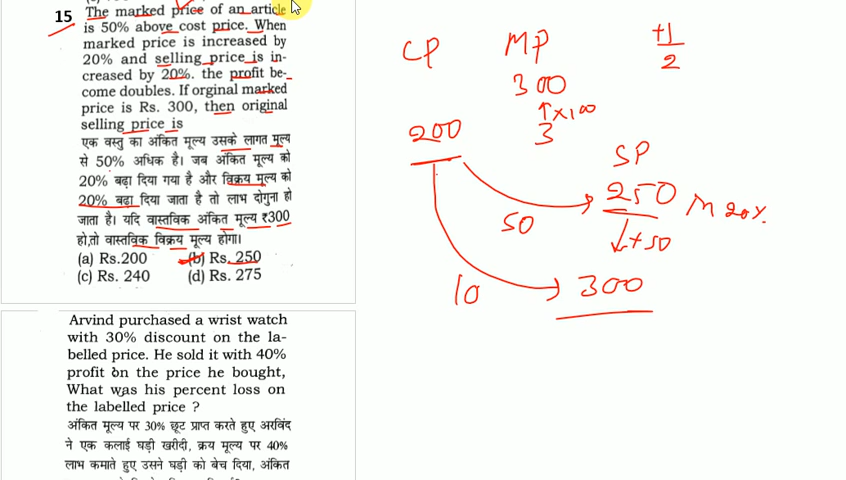 15 The marked price of an article
is 50% above cost price. When
marked price is increased by
20% and selling price is in-
creased by 20%. the profit be-
come doubles. If orginal marked
price is Rs. 300, then original
selling price is
एक वस्तु का अंकित मूल्य उसके लागत मूल्य
से 50% अधिक है। जब अंकित मूल्य को
20% बढ़ा दिया गया है और विक्रय मूल्य को
20% बढा दिया जाता है तो लाभ दोगुना हो
जाता है। यदि वास्तविक अंकित मूल्य ₹300
हो,तो वास्तविक विक्रय मूल्य होगा।
(a) Rs.200 (b) Rs. 250
(c) Rs. 240 (d) Rs. 275
Arvind purchased a wrist watch
with 30% discount on the la-
belled price. He sold it with 40%
profit on the price he bought,
What was his percent loss on
the labelled price ?
अंकित मूल्य पर 30% छूट प्राप्त करते हुए अरविंद
ने एक कलाई घड़ी खरीदी, क्रय मूल्य पर 40%
लाभ कमाते हुए उसने घड़ी को बेच दिया, अंकित
CP MP +1/2
300
↑×100
200 3
SP
250 20%
50
↓+50
10 300